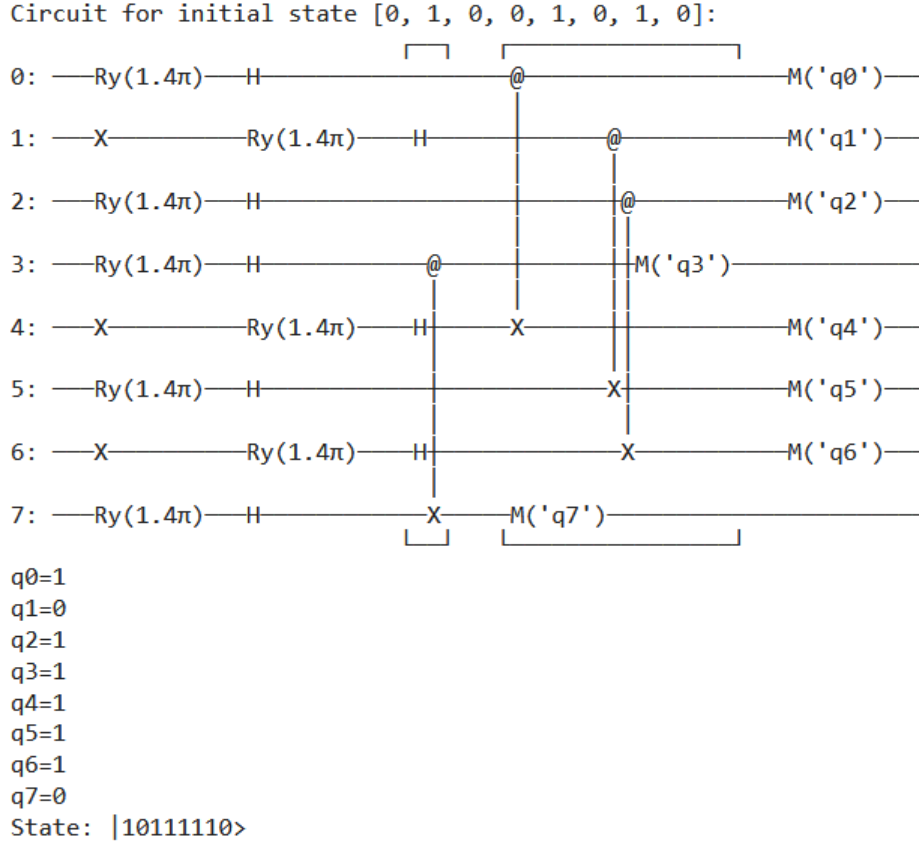 Circuit for initial state [0, 1, 0, 0, 1, 0, 1, 0]:
              ┌──┐   ┌────────────────┐
0: ───Ry(1.4π)───H──────────────────@───────────────────M('q0')───
1: ───X──────────Ry(1.4π)────H─────────────@────────────M('q1')───
2: ───Ry(1.4π)───H──────────────────────────@───────────M('q2')───
3: ───Ry(1.4π)───H────────────@──────────────M('q3')──────────────
4: ───X──────────Ry(1.4π)────H──────X───────────────────M('q4')───
5: ───Ry(1.4π)───H─────────────────────────X────────────M('q5')───
6: ───X──────────Ry(1.4π)────H──────────────X───────────M('q6')───
7: ───Ry(1.4π)───H────────────X─────M('q7')───────────────────────
              └──┘   └────────────────┘
q0=1
q1=0
q2=1
q3=1
q4=1
q5=1
q6=1
q7=0
State: |10111110>